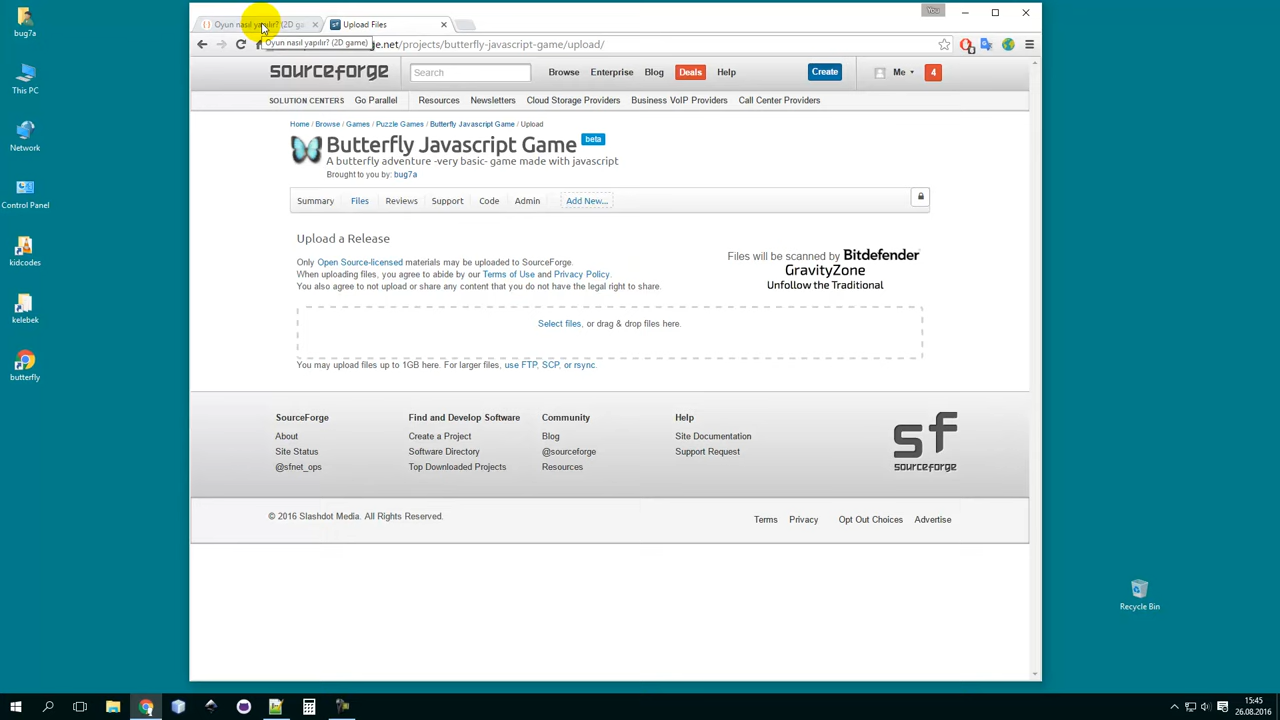 bug7a
This PC
Network
Control Panel
kidcodes
kelebek
butterfly
You
Oyun nasıl yapılır? (2D ga
Upload Files
Oyun nasıl yapılır? (2D game)
ge.net/projects/butterfly-javascript-game/upload/
sourceforge
Search
Browse Enterprise Blog Deals Help
Create
Me
4
SOLUTION CENTERS Go Parallel Resources Newsletters Cloud Storage Providers Business VoIP Providers Call Center Providers
Home / Browse / Games / Puzzle Games / Butterfly Javascript Game / Upload
Butterfly Javascript Game beta
A butterfly adventure -very basic- game made with javascript
Brought to you by: bug7a
Summary Files Reviews Support Code Admin Add New...
Upload a Release
Only Open Source-licensed materials may be uploaded to SourceForge.
When uploading files, you agree to abide by our Terms of Use and Privacy Policy.
You also agree to not upload or share any content that you do not have the legal right to share.
Files will be scanned by Bitdefender
GravityZone
Unfollow the Traditional
Select files, or drag & drop files here.
You may upload files up to 1GB here. For larger files, use FTP, SCP, or rsync.
SourceForge
About
Site Status
@sfnet_ops
Find and Develop Software
Create a Project
Software Directory
Top Downloaded Projects
Community
Blog
@sourceforge
Resources
Help
Site Documentation
Support Request
sf
sourceforge
© 2016 Slashdot Media. All Rights Reserved.
Terms Privacy Opt Out Choices Advertise
Recycle Bin
15:45
26.08.2016